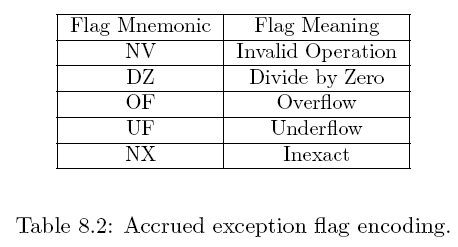 Flag Mnemonic Flag Meaning
NV Invalid Operation
DZ Divide by Zero
OF Overflow
UF Underflow
NX Inexact
Table 8.2: Accrued exception flag encoding.